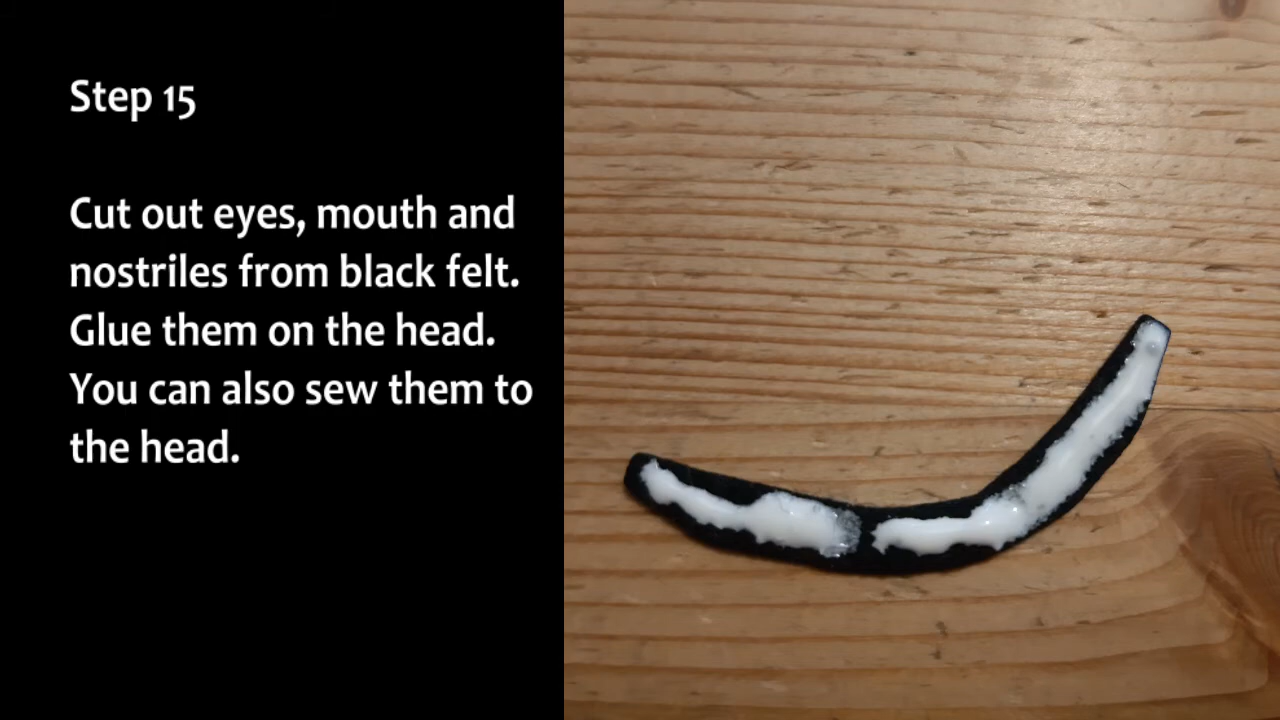 Step 15
Cut out eyes, mouth and
nostriles from black felt.
Glue them on the head.
You can also sew them to
the head.